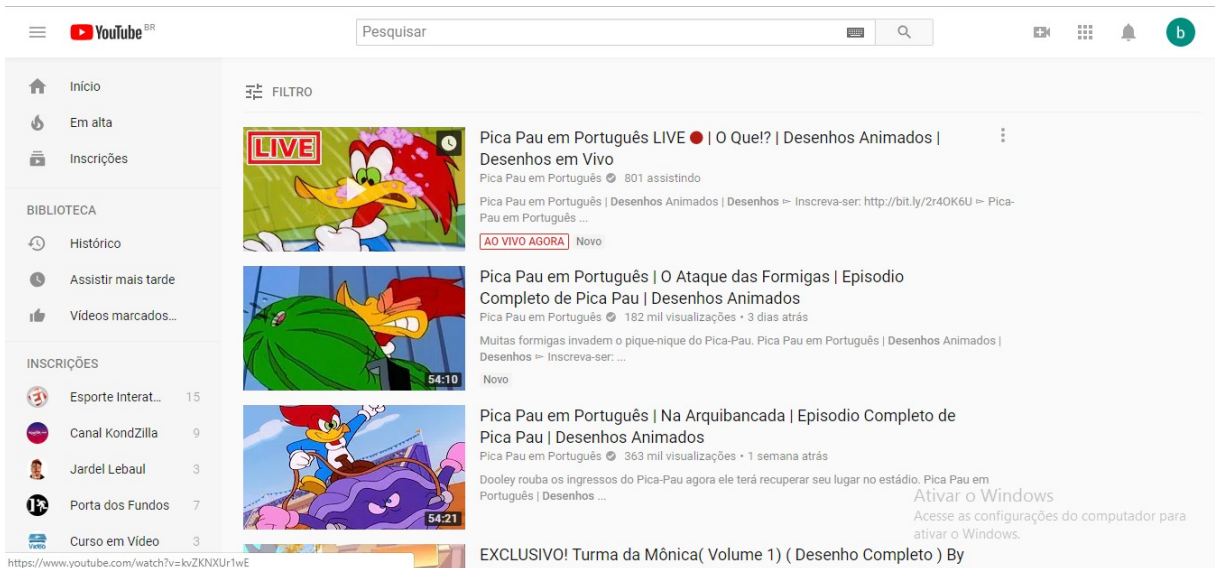 YouTube BR
Pesquisar
b
Início
Em alta
Inscrições
BIBLIOTECA
Histórico
Assistir mais tarde
Vídeos marcados...
INSCRIÇÕES
Esporte Interat... 15
Canal KondZilla 9
Jardel Lebaul 3
Porta dos Fundos 7
Curso em Vídeo 3
FILTRO
LIVE
Pica Pau em Português LIVE | O Que!? | Desenhos Animados |
Desenhos em Vivo
Pica Pau em Português 801 assistindo
Pica Pau em Português | Desenhos Animados | Desenhos ⊳ Inscreva-ser: http://bit.ly/2r4OK6U ⊳ Pica-
Pau em Português ...
AO VIVO AGORA Novo
54:10
Pica Pau em Português | O Ataque das Formigas | Episodio
Completo de Pica Pau | Desenhos Animados
Pica Pau em Português 182 mil visualizações • 3 dias atrás
Muitas formigas invadem o pique-nique do Pica-Pau. Pica Pau em Português | Desenhos Animados |
Desenhos ⊳ Inscreva-ser: ...
Novo
54:21
Pica Pau em Português | Na Arquibancada | Episodio Completo de
Pica Pau | Desenhos Animados
Pica Pau em Português 363 mil visualizações • 1 semana atrás
Dooley rouba os ingressos do Pica-Pau agora ele terá recuperar seu lugar no estádio. Pica Pau em
Português | Desenhos ...
EXCLUSIVO! Turma da Mônica( Volume 1) ( Desenho Completo ) By
Ativar o Windows
Acesse as configurações do computador para
ativar o Windows.
https://www.youtube.com/watch?v=kvZKNXUr1wE